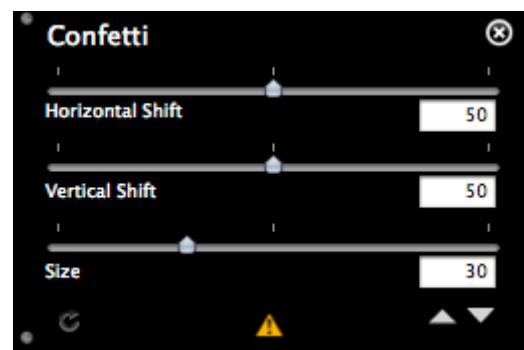 Confetti
Horizontal Shift 50
Vertical Shift 50
Size 30